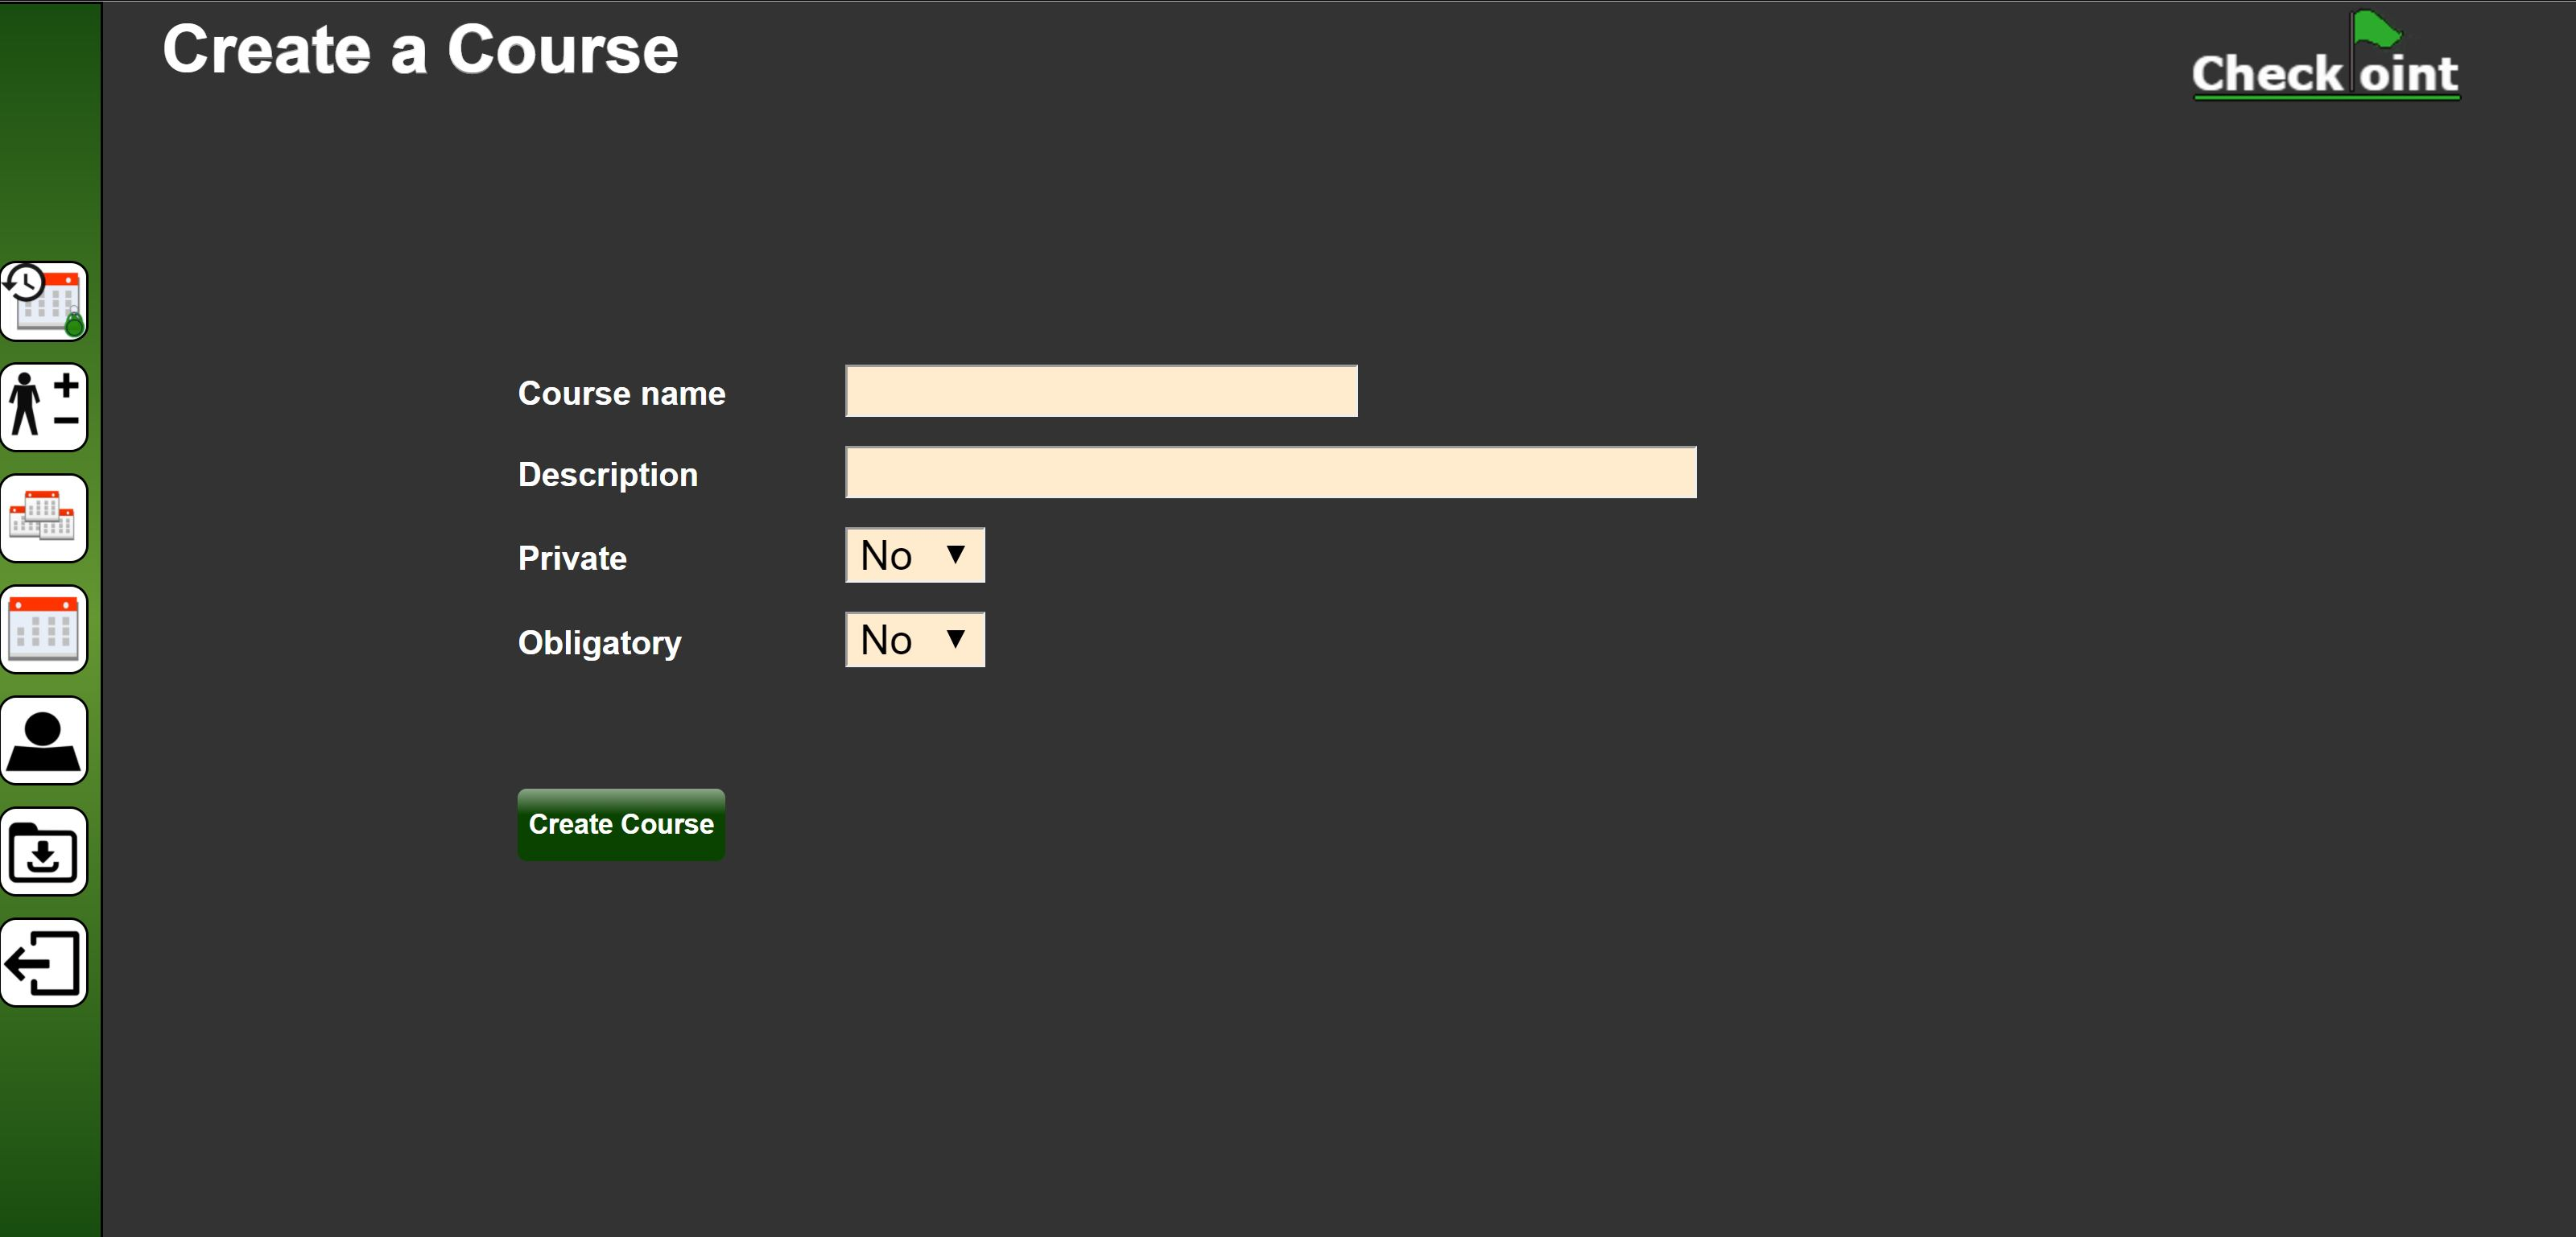 Create a Course
Check oint
Course name
Description
Private No ▼
Obligatory No ▼
Create Course